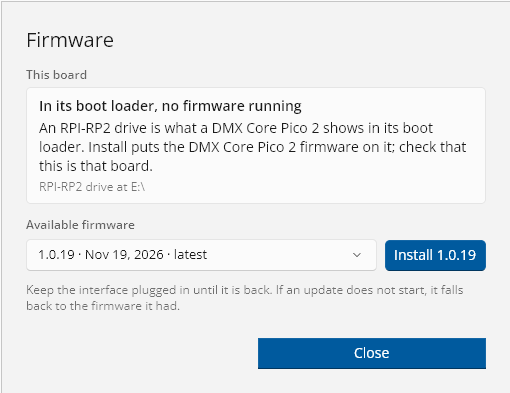 Firmware
This board
In its boot loader, no firmware running
An RPI-RP2 drive is what a DMX Core Pico 2 shows in its boot
loader. Install puts the DMX Core Pico 2 firmware on it; check that
this is that board.
RPI-RP2 drive at E:\
Available firmware
1.0.19 · Nov 19, 2026 · latest
Install 1.0.19
Keep the interface plugged in until it is back. If an update does not start, it falls
back to the firmware it had.
Close